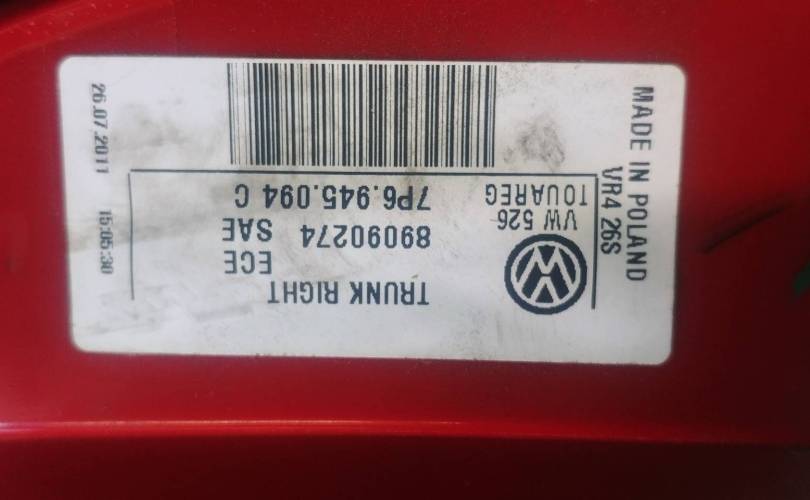 TRUNK RIGHT
ECE
89090274 SAE
VW 526
TOUAREG
7P6.945.094 C
MADE IN POLAND
VR4 26S
26.07.2011 15:05:30